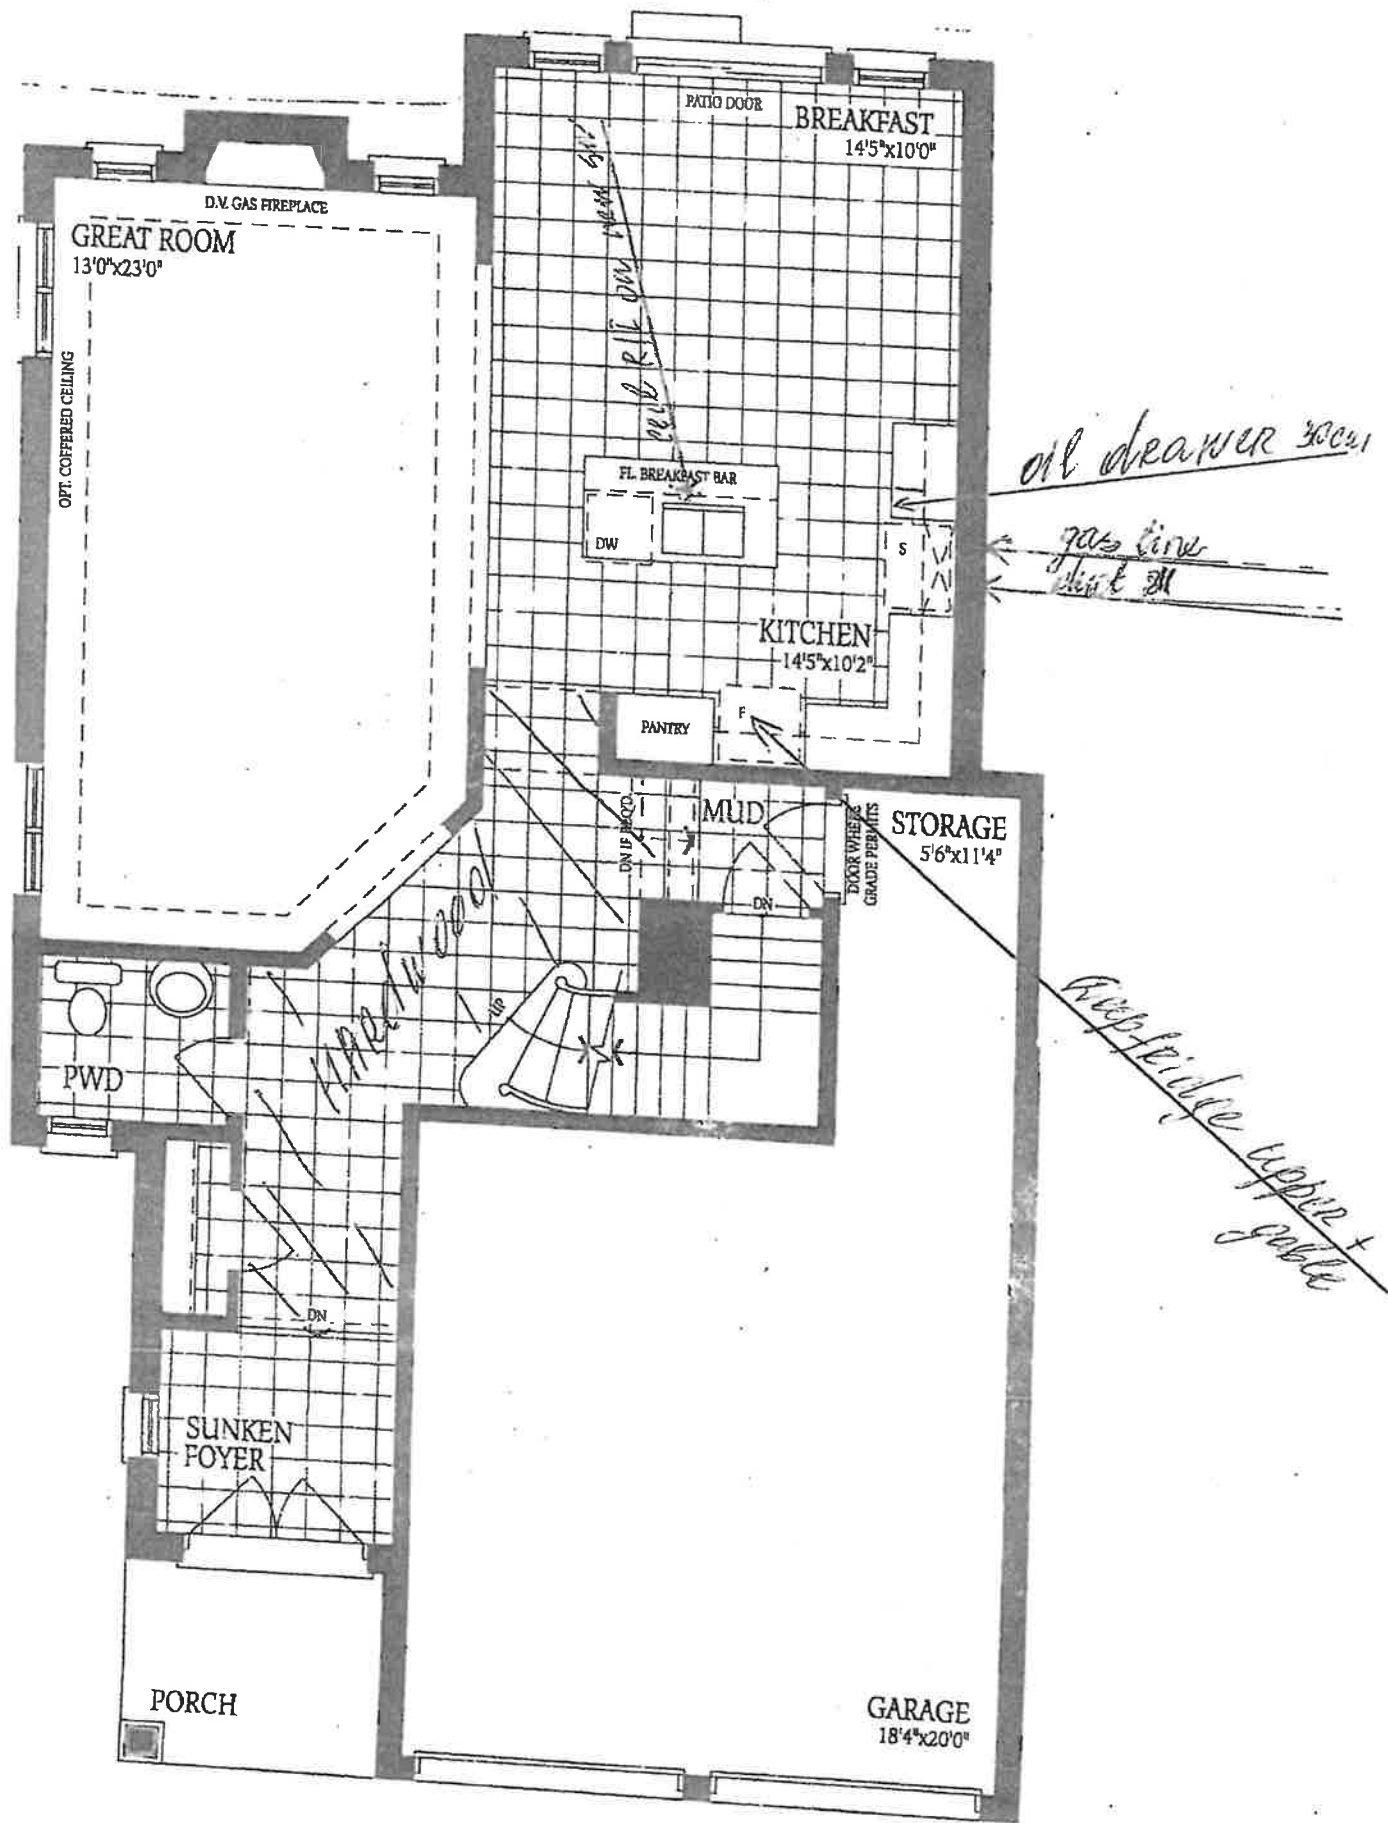 PATIO DOOR
BREAKFAST
14'5"x10'0"
D.V. GAS FIREPLACE
GREAT ROOM
13'0"x23'0"
OPT. COFFERED CEILING
oil drawer 30cm
FL. BREAKFAST BAR
DW
S
gas line
KITCHEN
14'5"x10'2"
PANTRY
F
DN IF REQ'D
MUD
DOOR WHERE
GRADE PERMITS
STORAGE
5'6"x11'4"
DN
HARdwood
UP
PWD
deep fridge upper +
gable
DN
SUNKEN
FOYER
PORCH
GARAGE
18'4"x20'0"